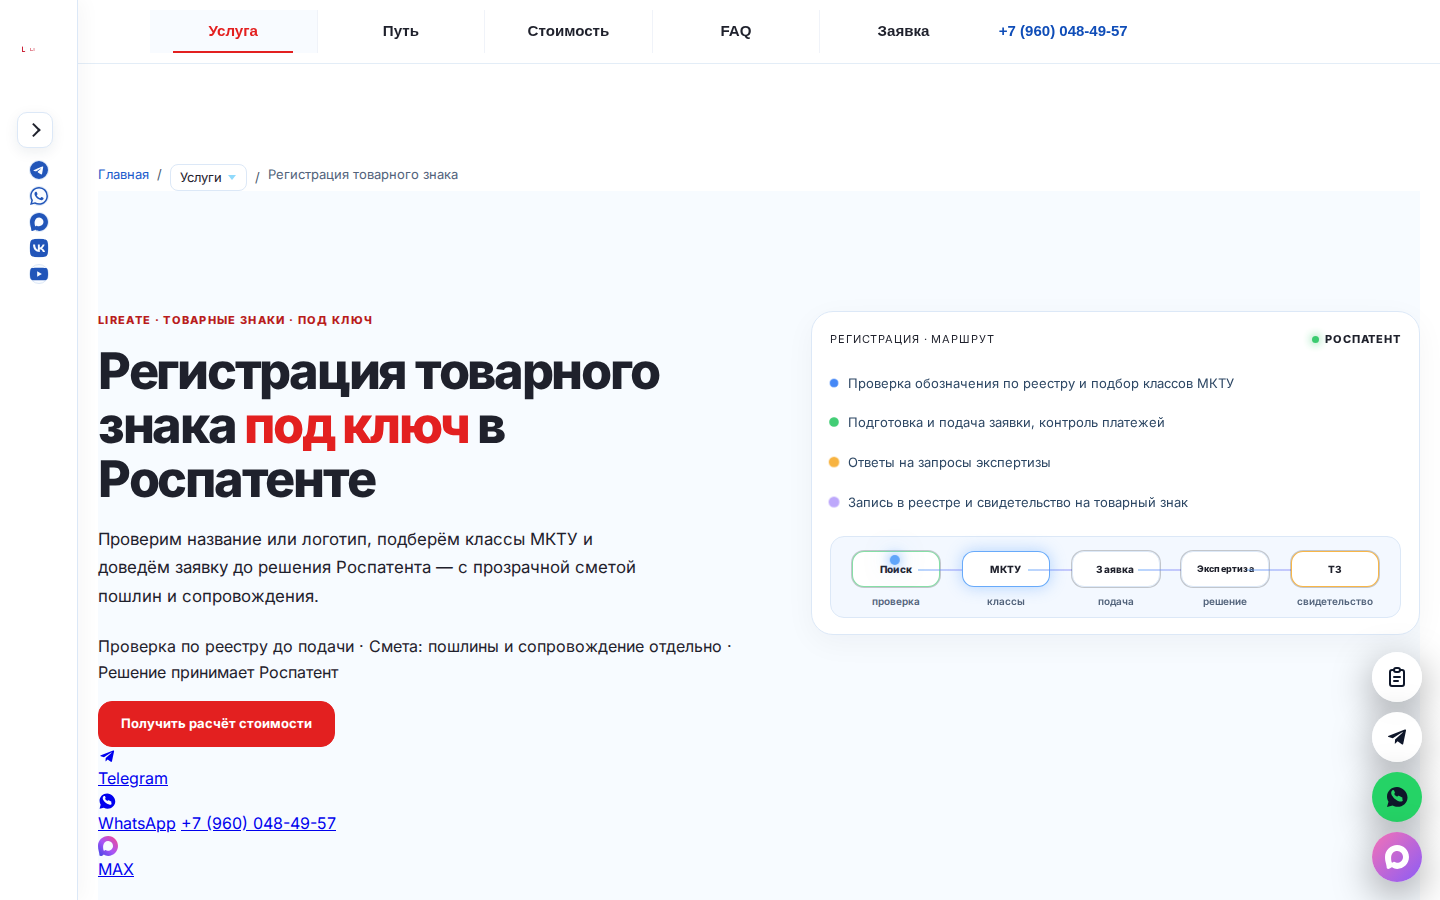 Услуга
Путь
Стоимость
FAQ
Заявка
+7 (960) 048-49-57
Главная / Услуги / Регистрация товарного знака
LIREATE · ТОВАРНЫЕ ЗНАКИ · ПОД КЛЮЧ
Регистрация товарного
знака под ключ в
Роспатенте
Проверим название или логотип, подберём классы МКТУ и
доведём заявку до решения Роспатента — с прозрачной сметой
пошлин и сопровождения.
Проверка по реестру до подачи · Смета: пошлины и сопровождение отдельно ·
Решение принимает Роспатент
Получить расчёт стоимости
Telegram
WhatsApp +7 (960) 048-49-57
MAX
РЕГИСТРАЦИЯ · МАРШРУТ
РОСПАТЕНТ
Проверка обозначения по реестру и подбор классов МКТУ
Подготовка и подача заявки, контроль платежей
Ответы на запросы экспертизы
Запись в реестре и свидетельство на товарный знак
Поиск
МКТУ
Заявка
Экспертиза
ТЗ
проверка
классы
подача
решение
свидетельство